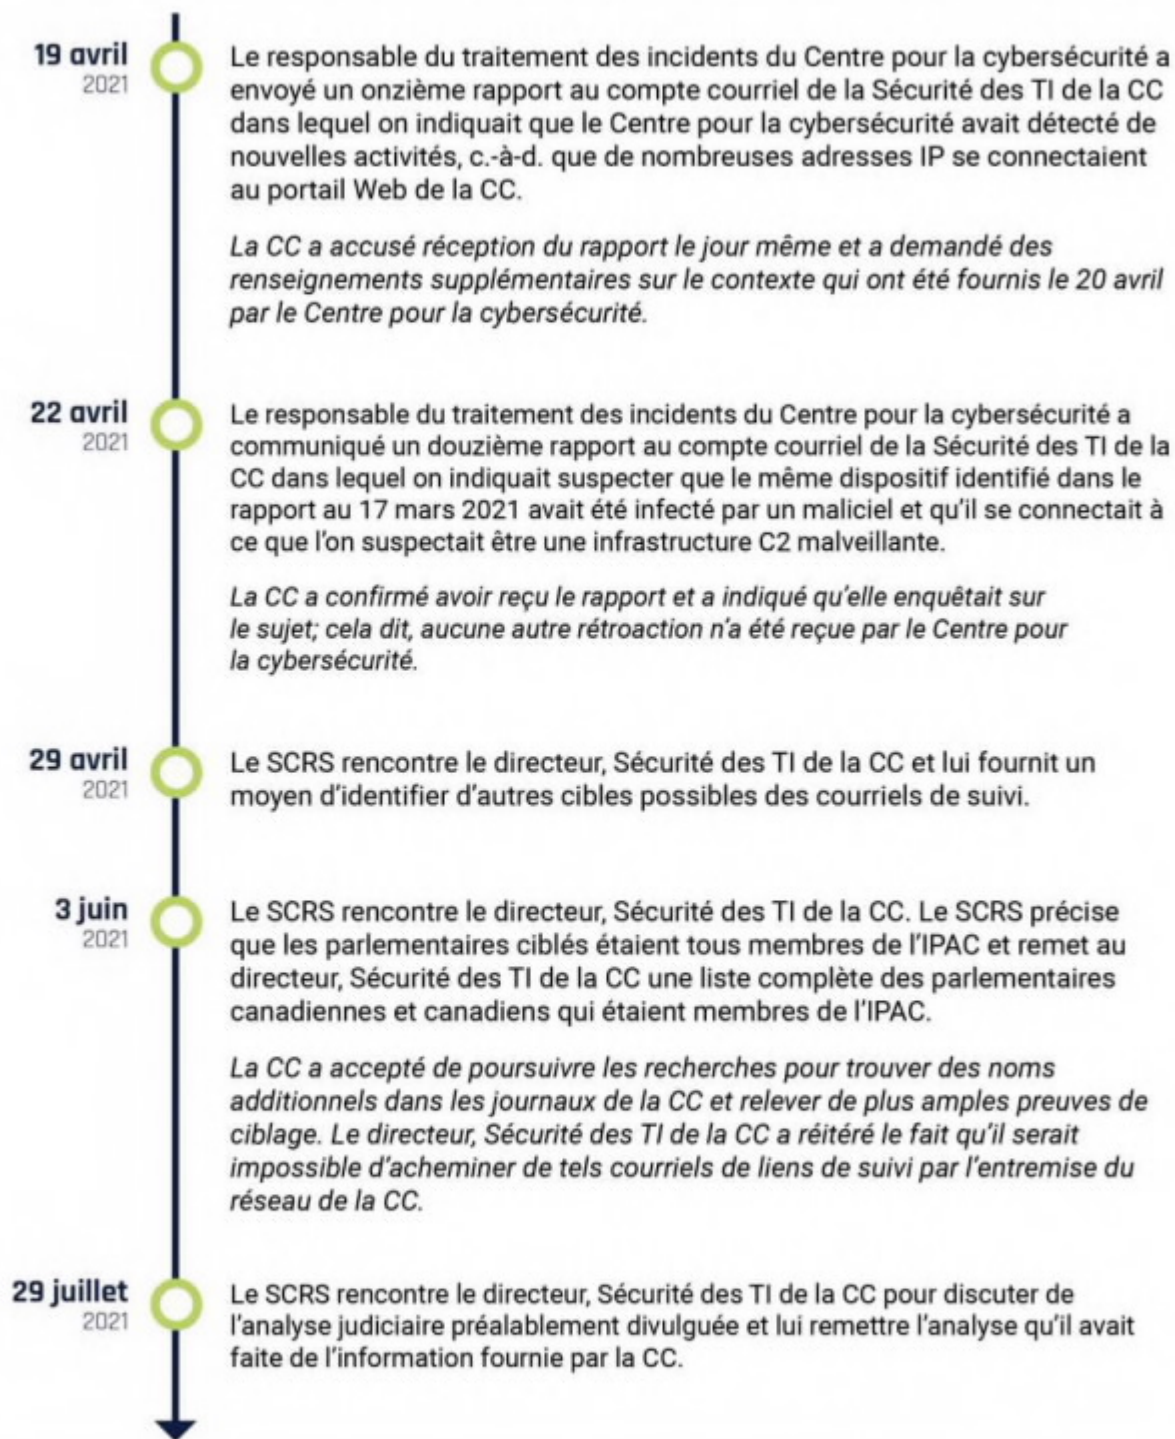 19 avril
2021
Le responsable du traitement des incidents du Centre pour la cybersécurité a
envoyé un onzième rapport au compte courriel de la Sécurité des TI de la CC
dans lequel on indiquait que le Centre pour la cybersécurité avait détecté de
nouvelles activités, c.-à-d. que de nombreuses adresses IP se connectaient
au portail Web de la CC.
La CC a accusé réception du rapport le jour même et a demandé des
renseignements supplémentaires sur le contexte qui ont été fournis le 20 avril
par le Centre pour la cybersécurité.
22 avril
2021
Le responsable du traitement des incidents du Centre pour la cybersécurité a
communiqué un douzième rapport au compte courriel de la Sécurité des TI de la
CC dans lequel on indiquait suspecter que le même dispositif identifié dans le
rapport au 17 mars 2021 avait été infecté par un maliciel et qu'il se connectait à
ce que l'on suspectait être une infrastructure C2 malveillante.
La CC a confirmé avoir reçu le rapport et a indiqué qu'elle enquêtait sur
le sujet; cela dit, aucune autre rétroaction n'a été reçue par le Centre pour
la cybersécurité.
29 avril
2021
Le SCRS rencontre le directeur, Sécurité des TI de la CC et lui fournit un
moyen d'identifier d'autres cibles possibles des courriels de suivi.
3 juin
2021
Le SCRS rencontre le directeur, Sécurité des TI de la CC. Le SCRS précise
que les parlementaires ciblés étaient tous membres de l'IPAC et remet au
directeur, Sécurité des TI de la CC une liste complète des parlementaires
canadiennes et canadiens qui étaient membres de l'IPAC.
La CC a accepté de poursuivre les recherches pour trouver des noms
additionnels dans les journaux de la CC et relever de plus amples preuves de
ciblage. Le directeur, Sécurité des TI de la CC a réitéré le fait qu'il serait
impossible d'acheminer de tels courriels de liens de suivi par l'entremise du
réseau de la CC.
29 juillet
2021
Le SCRS rencontre le directeur, Sécurité des TI de la CC pour discuter de
l'analyse judiciaire préalablement divulguée et lui remettre l'analyse qu'il avait
faite de l'information fournie par la CC.